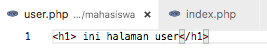 user.php .../mahasiswa index.php
1 <h1> ini halaman user</h1>